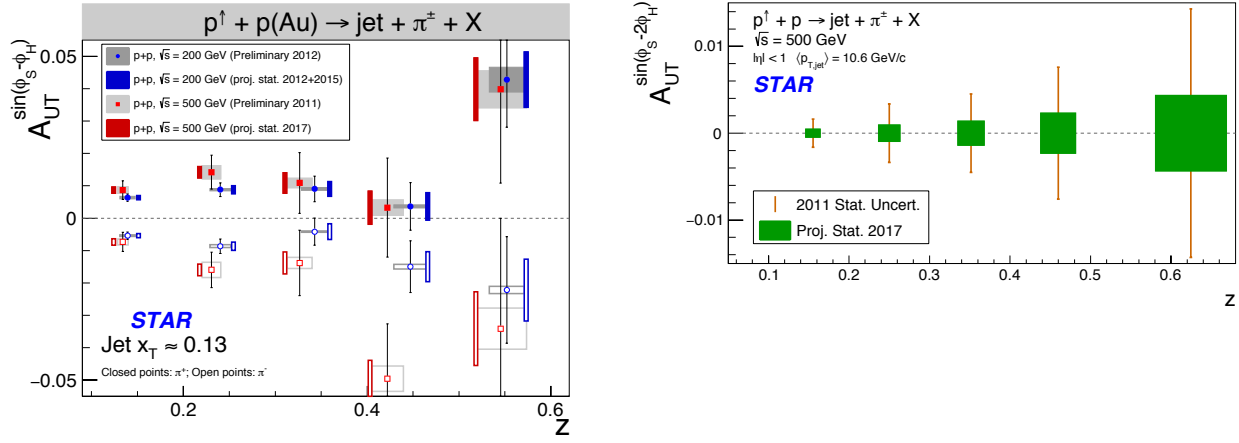 p↑ + p(Au) → jet + π± + X
A_UT^sin(φ_S-φ_H)
0.05
p+p, √s = 200 GeV (Preliminary 2012)
p+p, √s = 200 GeV (proj. stat. 2012+2015)
p+p, √s = 500 GeV (Preliminary 2011)
p+p, √s = 500 GeV (proj. stat. 2017)
0
STAR
Jet x_T ≈ 0.13
Closed points: π+; Open points: π-
−0.05
0.2 0.4 0.6
z
A_UT^sin(φ_S-2φ_H)
p↑ + p → jet + π± + X
√s = 500 GeV
|η| < 1 ⟨p_T,jet⟩ = 10.6 GeV/c
STAR
0.01
0
-0.01
2011 Stat. Uncert.
Proj. Stat. 2017
0.1 0.2 0.3 0.4 0.5 0.6
z